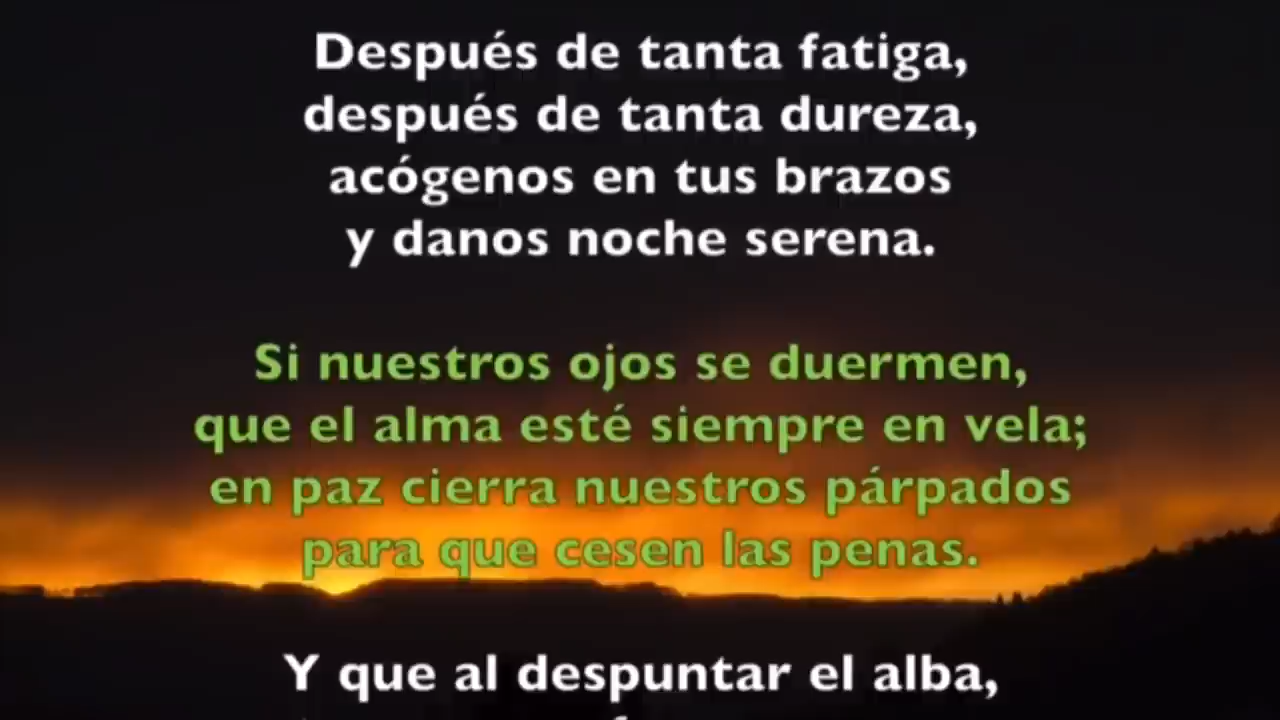 Después de tanta fatiga,
después de tanta dureza,
acógenos en tus brazos
y danos noche serena.
Si nuestros ojos se duermen,
que el alma esté siempre en vela;
en paz cierra nuestros párpados
para que cesen las penas.
Y que al despuntar el alba,